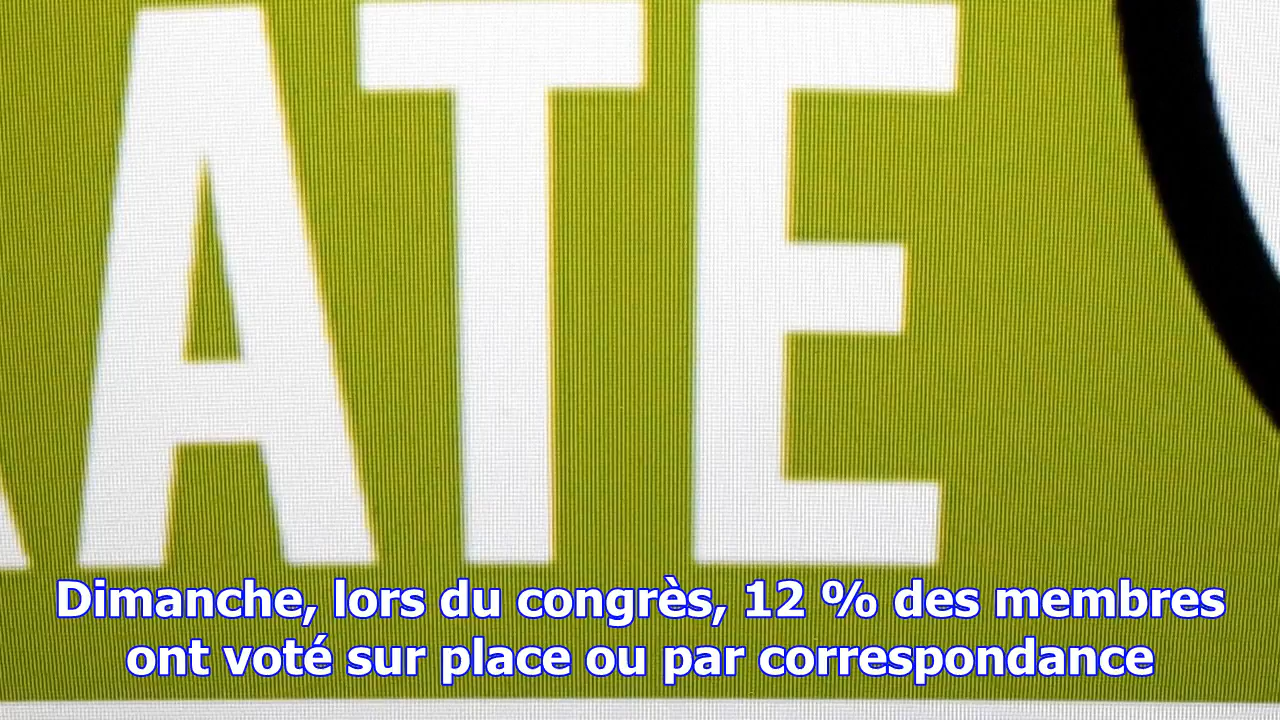 ATE
Dimanche, lors du congrès, 12 % des membres
ont voté sur place ou par correspondance